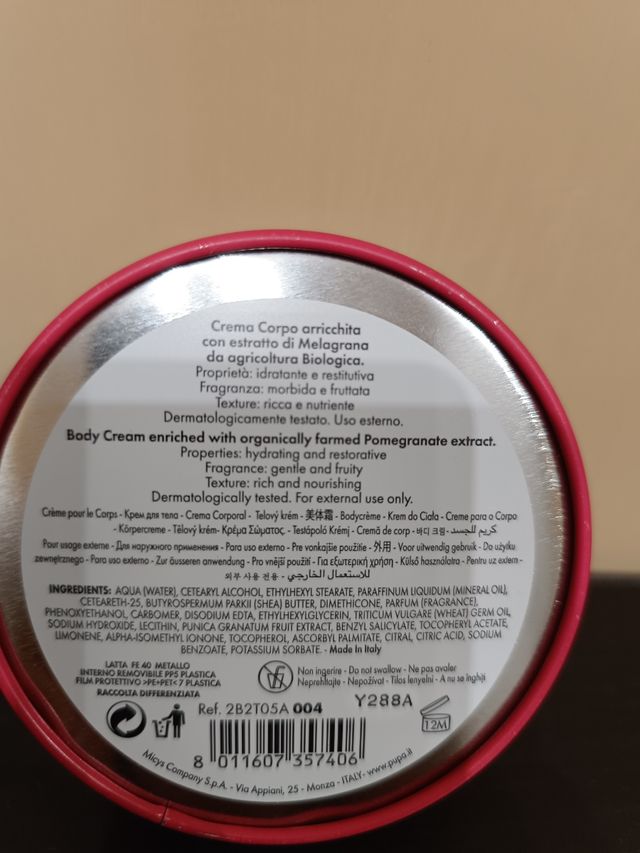 Crema Corpo arricchita
con estratto di Melagrana
da agricoltura Biologica.
Proprietà: idratante e restitutiva
Fragranza: morbida e fruttata
Texture: ricca e nutriente
Dermatologicamente testato. Uso esterno.
Body Cream enriched with organically farmed Pomegranate extract.
Properties: hydrating and restorative
Fragrance: gentle and fruity
Texture: rich and nourishing
Dermatologically tested. For external use only.
Crème pour le Corps - Крем для тела - Crema Corporal - Telový krém - 美体霜 - Bodycrème - Krem do Ciała - Creme para o Corpo
- Körpercreme - Tělový krém - Κρέμα Σώματος - Testápoló Krémj - Cremă de corp - 바디 크림 - كريم للجسد
Pour usage externe - Для наружного применения - Para uso externo - Pre vonkajšie použitie - 外用 - Voor uitwendig gebruik - Do użytku
zewnętrznego - Para uso externo - Zur äusseren anwendung - Pro vnější použití - Για εξωτερική χρήση - Külső használatra - Pentru uz extern -
외부 사용 전용 - للاستعمال الخارجي
INGREDIENTS: AQUA (WATER), CETEARYL ALCOHOL, ETHYLHEXYL STEARATE, PARAFFINUM LIQUIDUM (MINERAL OIL),
CETEARETH-25, BUTYROSPERMUM PARKII (SHEA) BUTTER, DIMETHICONE, PARFUM (FRAGRANCE),
PHENOXYETHANOL, CARBOMER, DISODIUM EDTA, ETHYLHEXYLGLYCERIN, TRITICUM VULGARE (WHEAT) GERM OIL,
SODIUM HYDROXIDE, LECITHIN, PUNICA GRANATUM FRUIT EXTRACT, BENZYL SALICYLATE, TOCOPHERYL ACETATE,
LIMONENE, ALPHA-ISOMETHYL IONONE, TOCOPHEROL, ASCORBYL PALMITATE, CITRAL, CITRIC ACID, SODIUM
BENZOATE, POTASSIUM SORBATE. - Made in Italy
LATTA FE 40 METALLO
INTERNO REMOVIBILE PP5 PLASTICA
FILM PROTETTIVO >PE+PET< 7 PLASTICA
RACCOLTA DIFFERENZIATA
Non ingerire - Do not swallow - Ne pas avaler
Neprehltajte - Nepožívat - Tilos lenyelni - A nu se înghiți
Ref. 2B2T05A 004
Y288A
12M
8 011607 357406
Micys Company S.p.A. - Via Appiani, 25 - Monza - ITALY - www.pupa.it